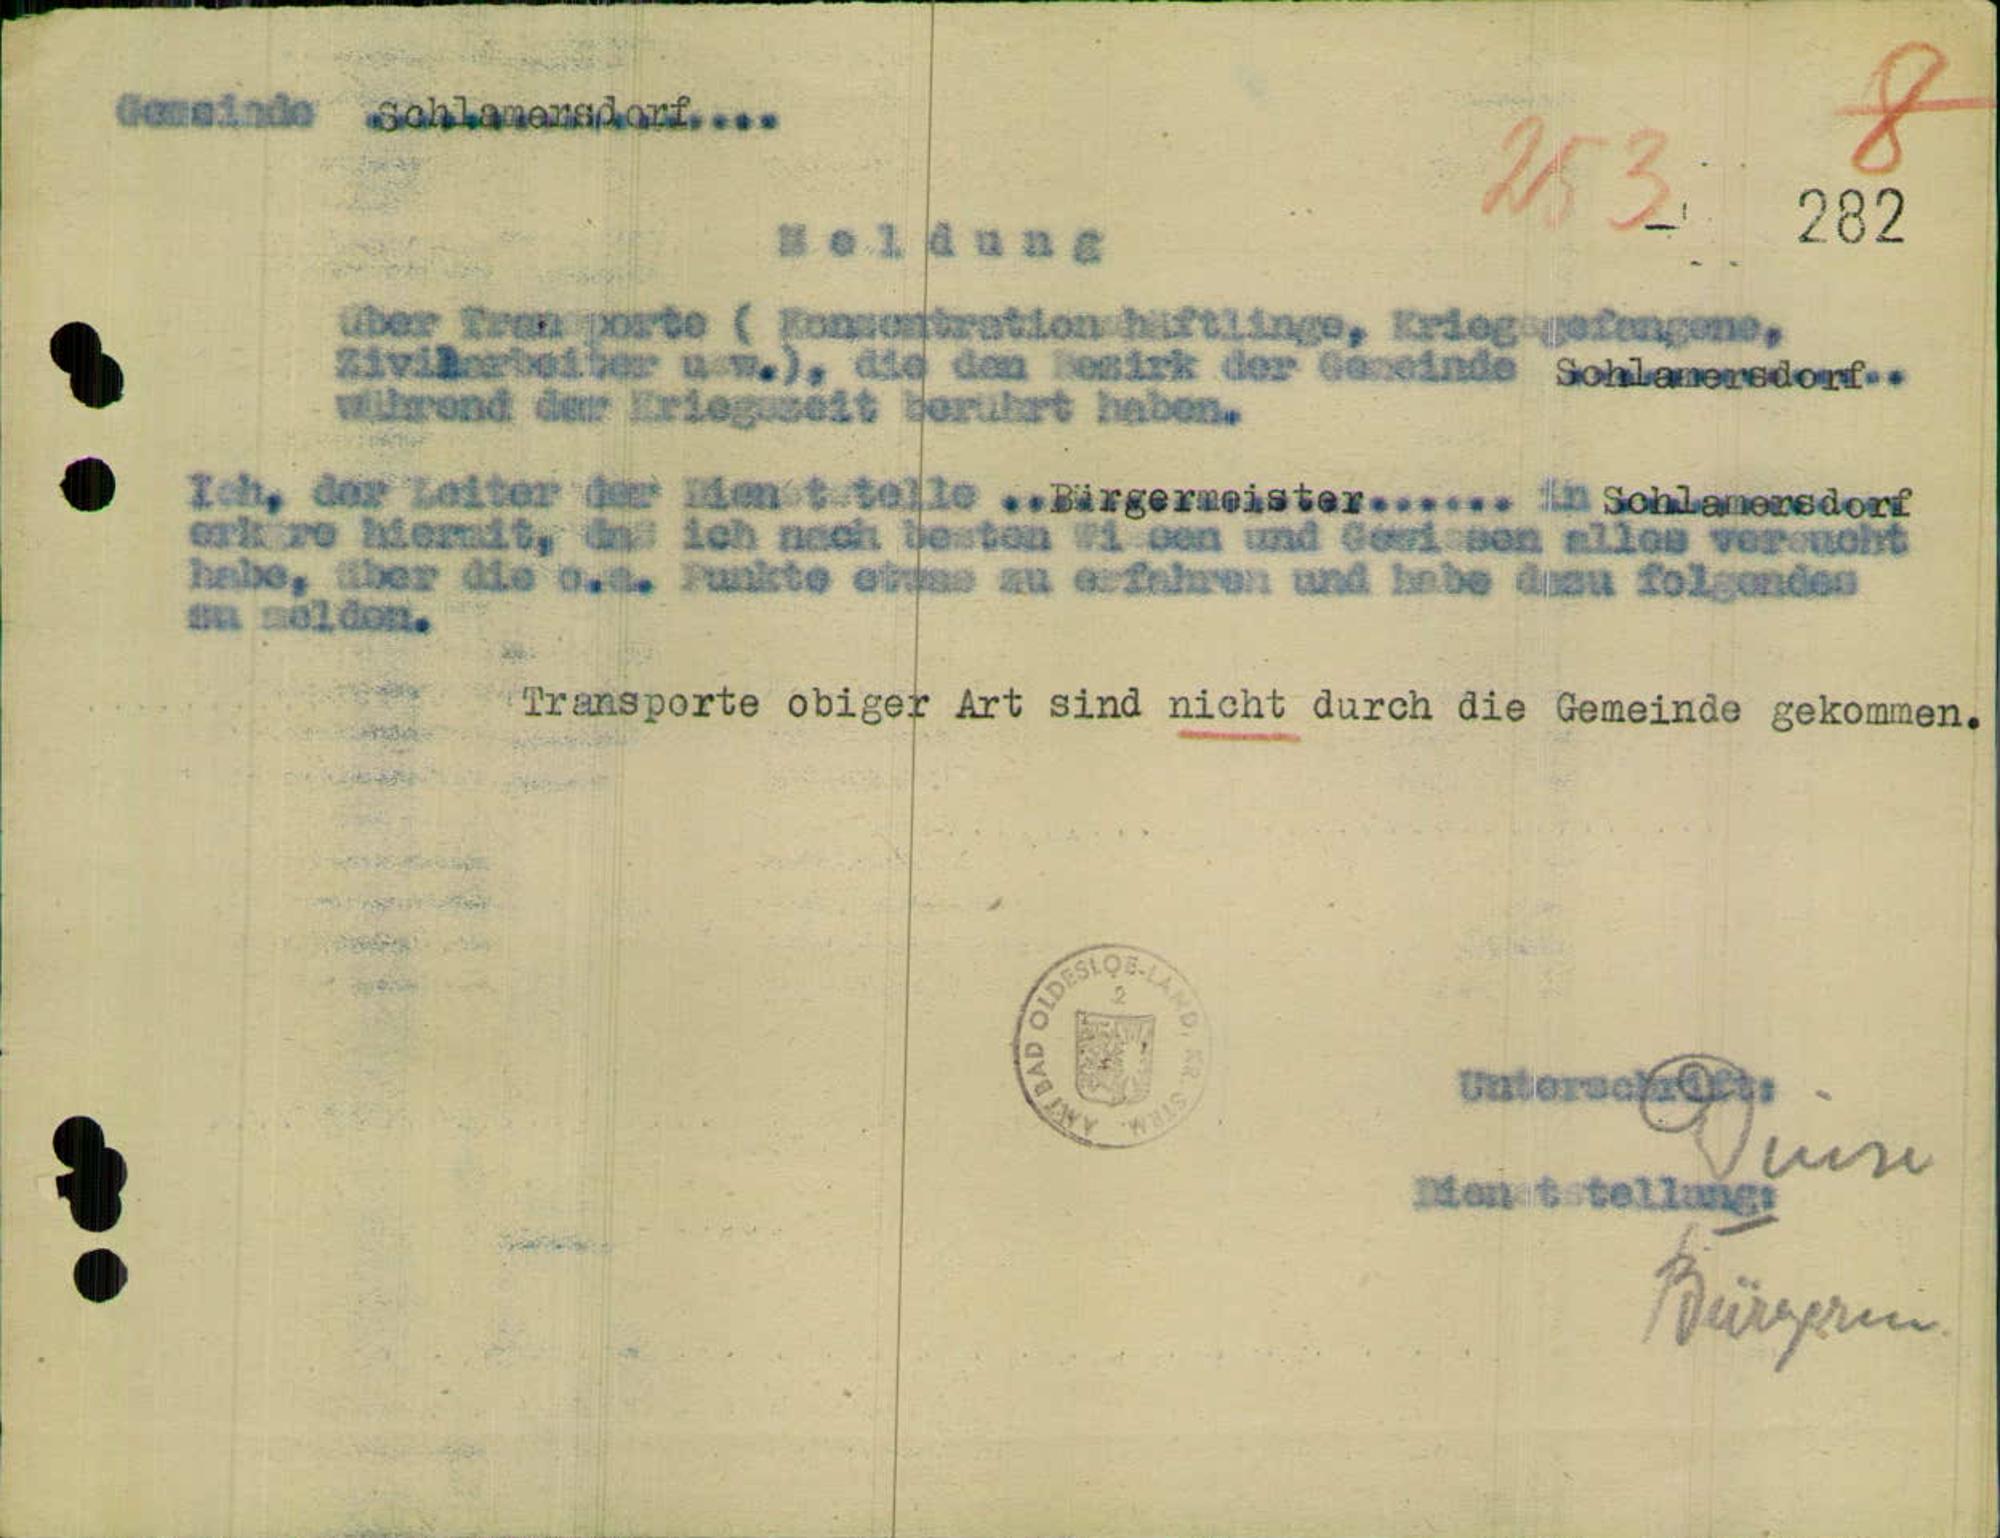 8
Gemeinde Schlamersdorf....
253
282
Meldung
über Transporte ( Konzentrationshäftlinge, Kriegsgefangene,
Zivilarbeiter usw.), die den Bezirk der Gemeinde Schlamersdorf..
während der Kriegszeit berührt haben.
Ich, der Leiter der Dienststelle ..Bürgermeister...... in Schlamersdorf
erkläre hiermit, daß ich nach besten Wissen und Gewissen alles versucht
habe, über die o.a. Punkte etwas zu erfahren und habe dazu folgendes
zu melden.
Transporte obiger Art sind nicht durch die Gemeinde gekommen.
AMT BAD OLDESLOE-LAND, KR. STRM.
2
Unterschrift:
Dienststellung:
Bürgerm.